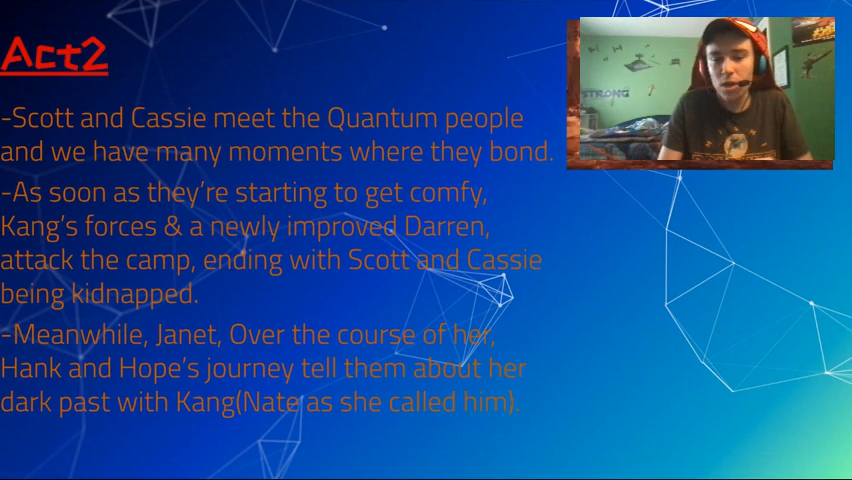 Act2
-Scott and Cassie meet the Quantum people
and we have many moments where they bond.
-As soon as they're starting to get comfy,
Kang's forces & a newly improved Darren,
attack the camp, ending with Scott and Cassie
being kidnapped.
-Meanwhile, Janet, Over the course of her,
Hank and Hope's journey tell them about her
dark past with Kang(Nate as she called him).
STRONG